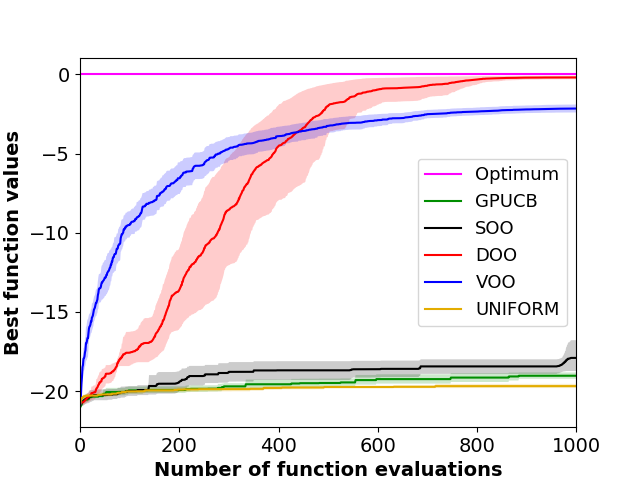 0
−5
−10
−15
−20
Best function values
Optimum
GPUCB
SOO
DOO
VOO
UNIFORM
0 200 400 600 800 1000
Number of function evaluations